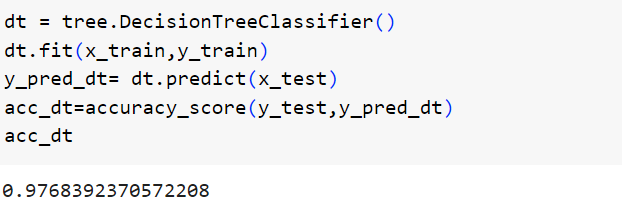 dt = tree.DecisionTreeClassifier()
dt.fit(x_train,y_train)
y_pred_dt= dt.predict(x_test)
acc_dt=accuracy_score(y_test,y_pred_dt)
acc_dt
0.9768392370572208